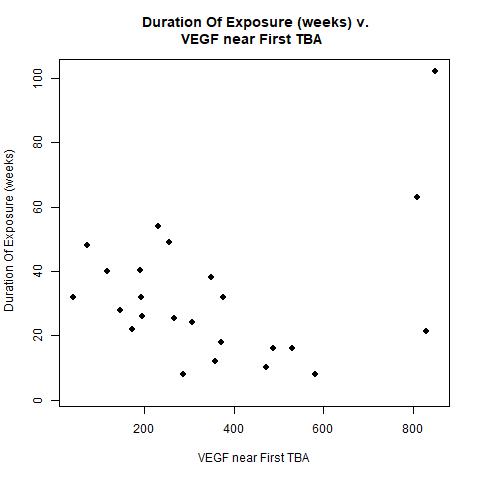 Duration Of Exposure (weeks) v.
VEGF near First TBA
Duration Of Exposure (weeks)
100
80
60
40
20
0
200 400 600 800
VEGF near First TBA